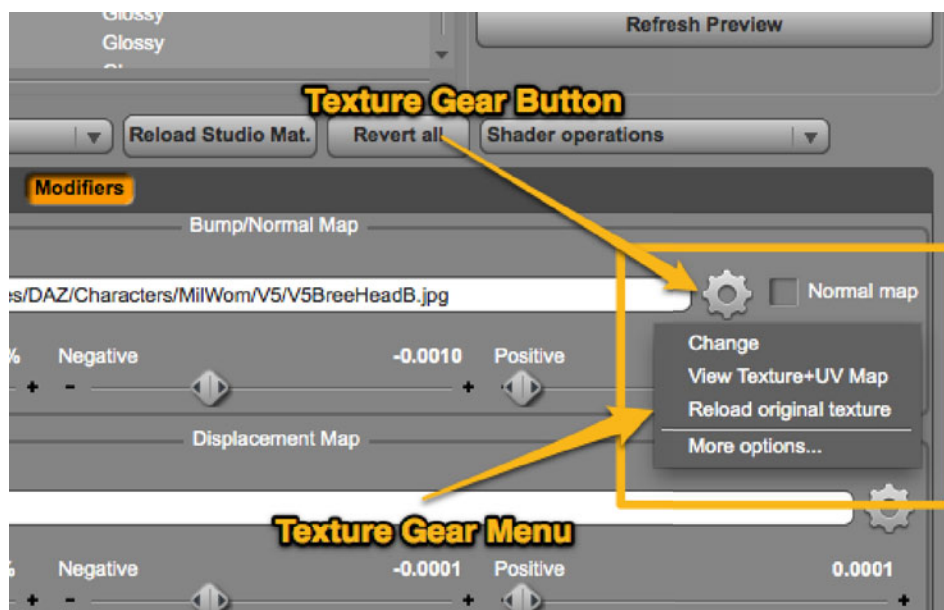 Glossy
Glossy
Refresh Preview
Texture Gear Button
Reload Studio Mat.
Revert all
Shader operations
Modifiers
Bump/Normal Map
es/DAZ/Characters/MilWom/V5/V5BreeHeadB.jpg
Normal map
% Negative -0.0010 Positive
- + - + -
Change
View Texture+UV Map
Reload original texture
More options...
Displacement Map
Texture Gear Menu
Negative -0.0001 Positive 0.0001
+ - + - +